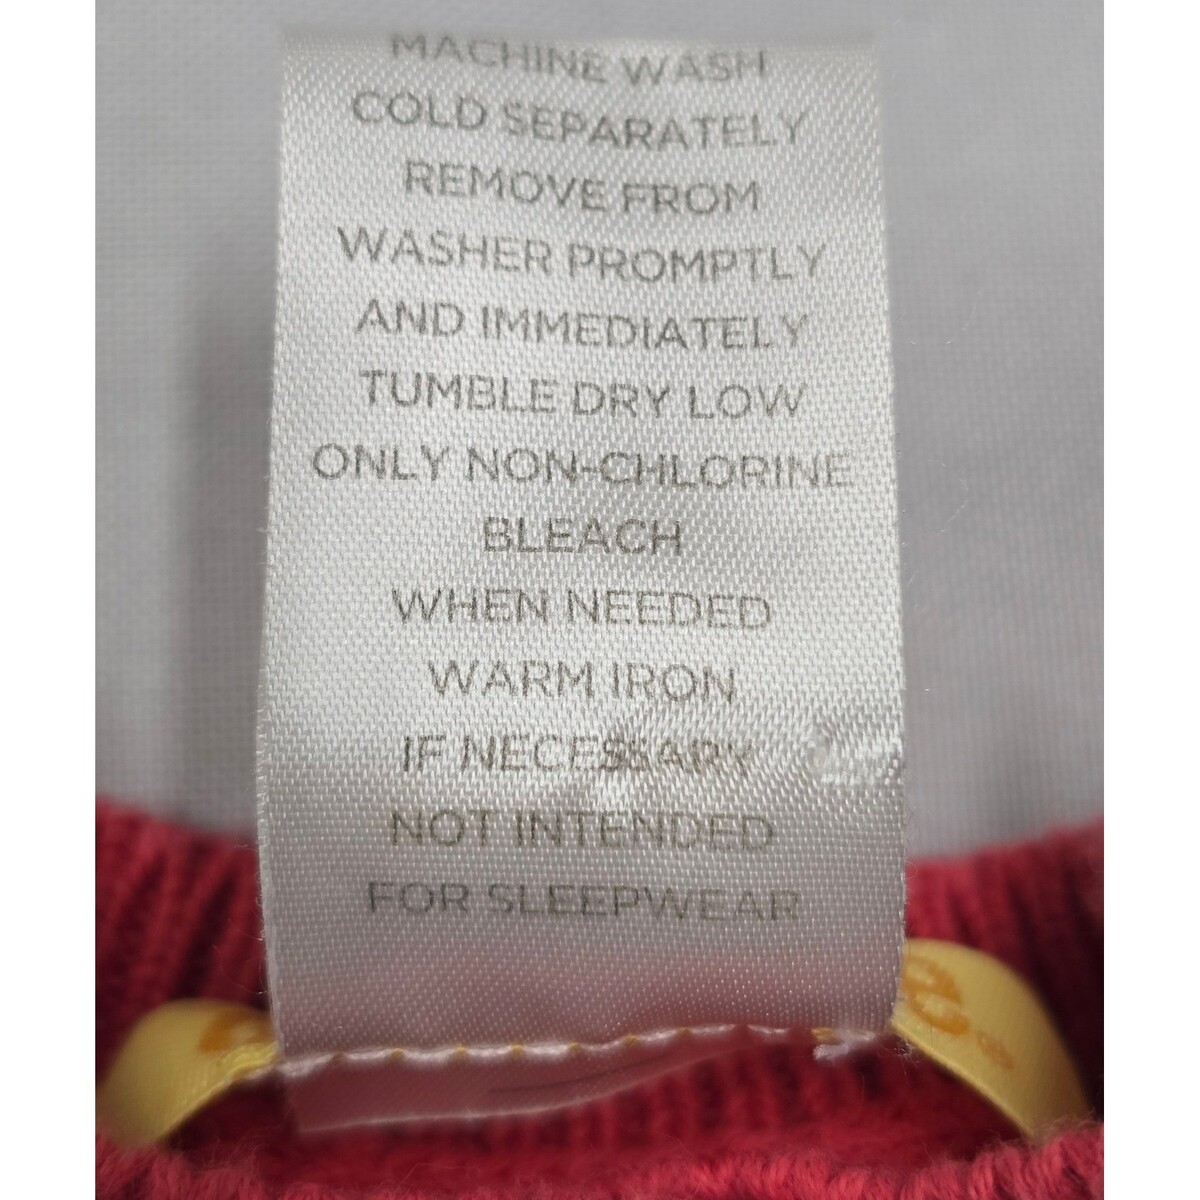 MACHINE WASH
COLD SEPARATELY
REMOVE FROM
WASHER PROMPTLY
AND IMMEDIATELY
TUMBLE DRY LOW
ONLY NON-CHLORINE
BLEACH
WHEN NEEDED
WARM IRON
IF NECESSARY
NOT INTENDED
FOR SLEEPWEAR
e®